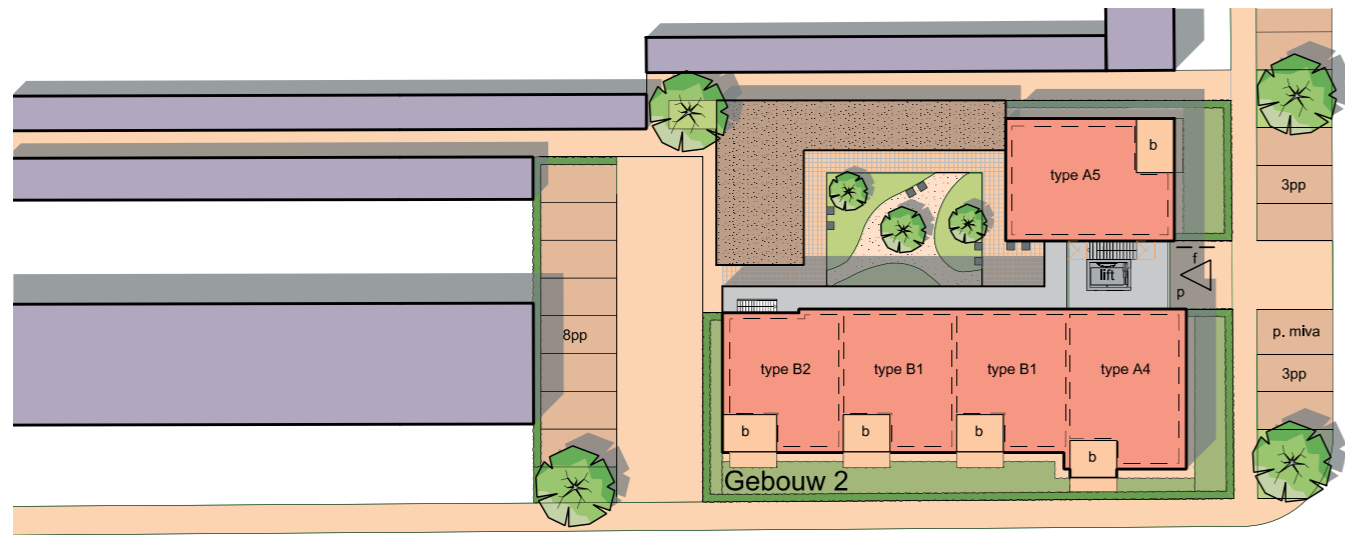 b
type A5
3pp
f
lift
p
8pp
p. miva
type B2
type B1
type B1
type A4
3pp
b
b
b
b
Gebouw 2